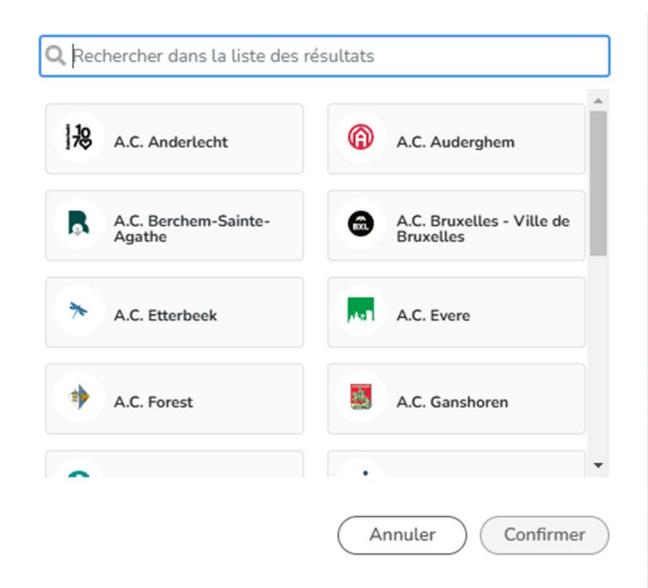 Rechercher dans la liste des résultats
A.C. Anderlecht
A.C. Auderghem
A.C. Berchem-Sainte-
Agathe
BXL
A.C. Bruxelles - Ville de
Bruxelles
A.C. Etterbeek
A.C. Evere
A.C. Forest
A.C. Ganshoren
Annuler
Confirmer